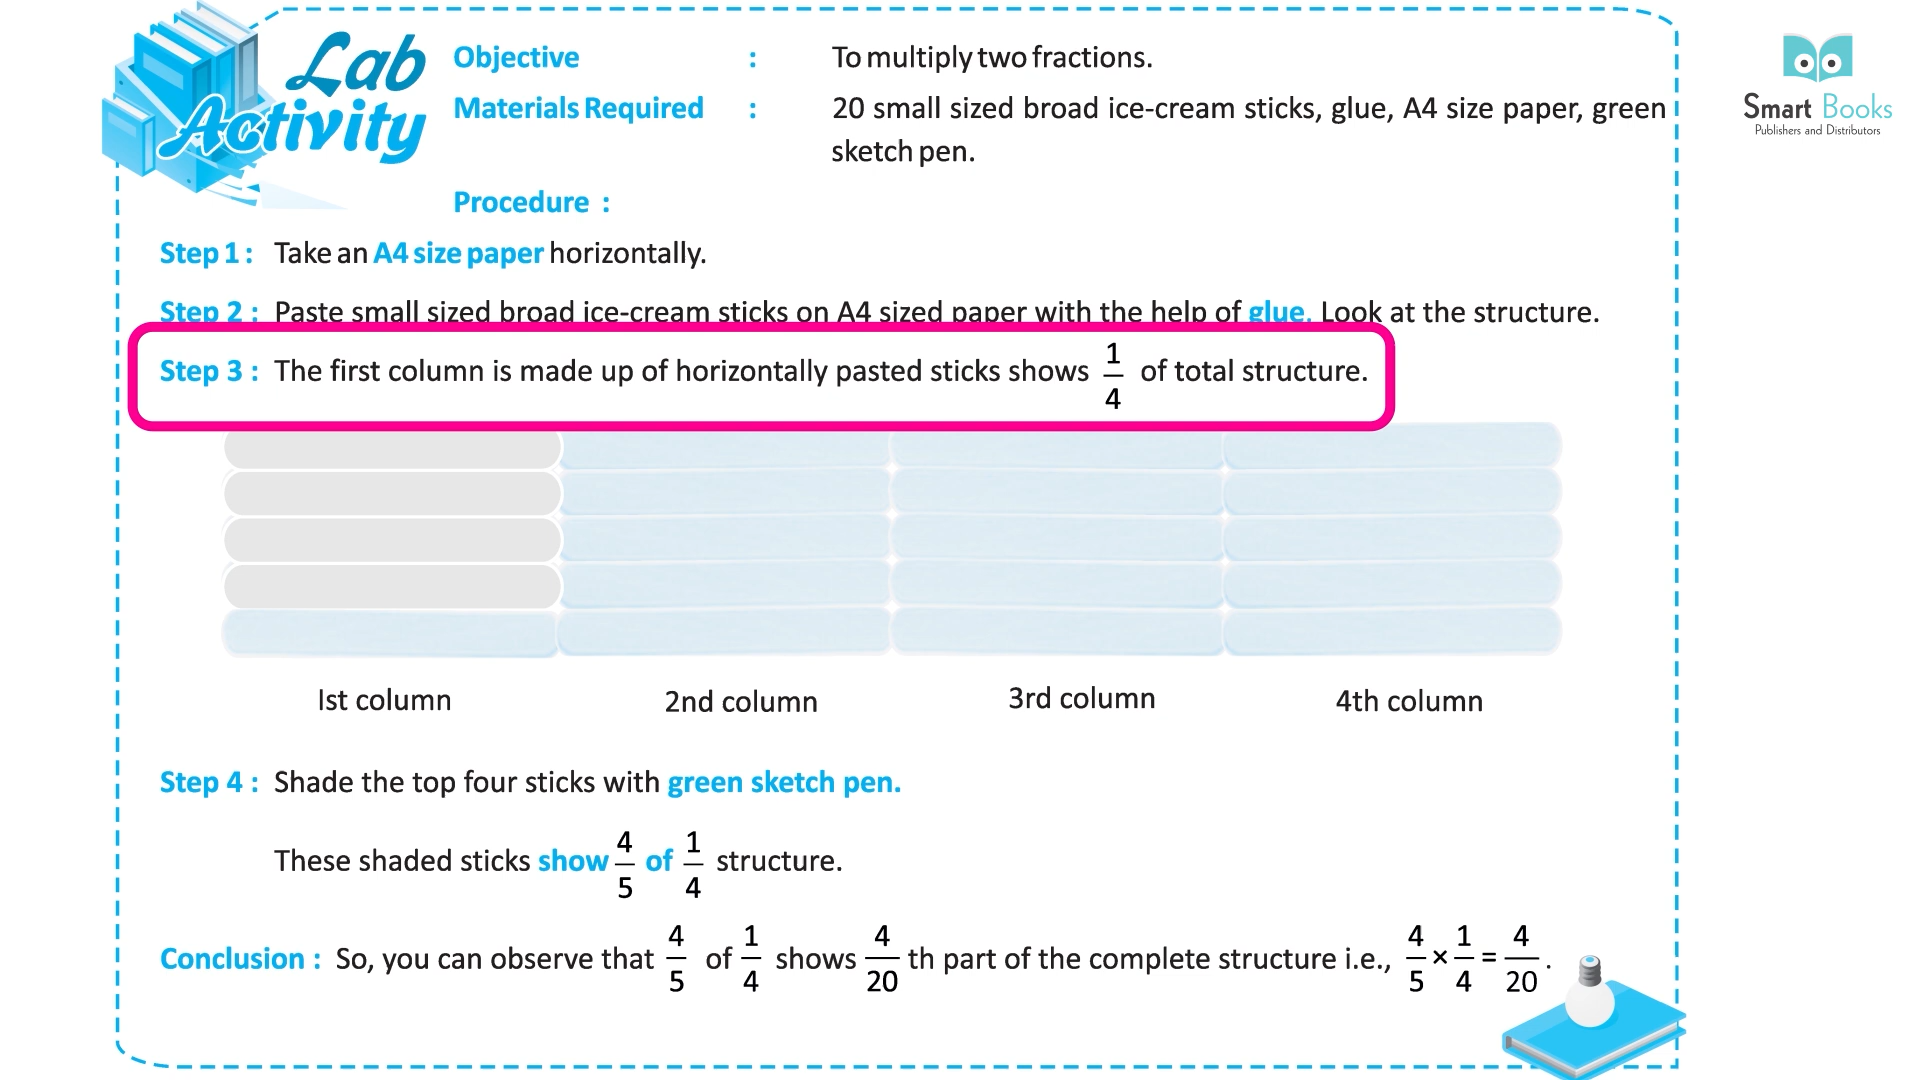 Lab Activity
Objective : To multiply two fractions.
Materials Required : 20 small sized broad ice-cream sticks, glue, A4 size paper, green
sketch pen.
Smart Books
Publishers and Distributors
Procedure :
Step 1 : Take an A4 size paper horizontally.
Step 2 : Paste small sized broad ice-cream sticks on A4 sized paper with the help of glue. Look at the structure.
Step 3 : The first column is made up of horizontally pasted sticks shows 1/4 of total structure.
Ist column 2nd column 3rd column 4th column
Step 4 : Shade the top four sticks with green sketch pen.
These shaded sticks show 4/5 of 1/4 structure.
Conclusion : So, you can observe that 4/5 of 1/4 shows 4/20 th part of the complete structure i.e., 4/5 × 1/4 = 4/20 .